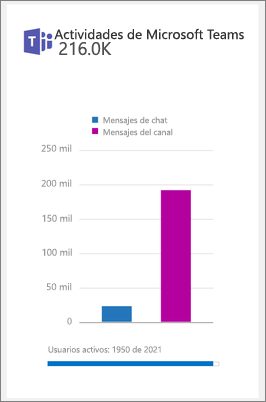 Actividades de Microsoft Teams
216.0K
Mensajes de chat
Mensajes del canal
250 mil
200 mil
150 mil
100 mil
50 mil
0
Usuarios activos: 1950 de 2021